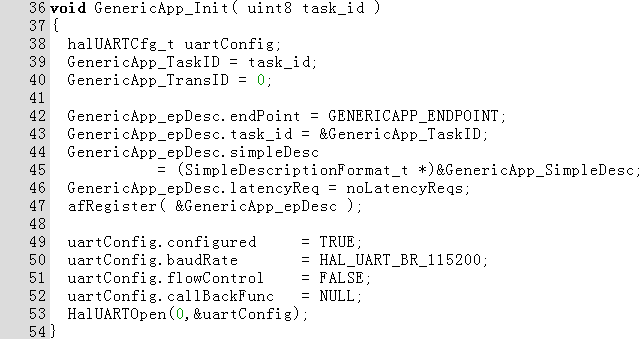 36 void GenericApp_Init( uint8 task_id )
37 {
38   halUARTCfg_t uartConfig;
39   GenericApp_TaskID = task_id;
40   GenericApp_TransID = 0;
41
42   GenericApp_epDesc.endPoint = GENERICAPP_ENDPOINT;
43   GenericApp_epDesc.task_id = &GenericApp_TaskID;
44   GenericApp_epDesc.simpleDesc
45             = (SimpleDescriptionFormat_t *)&GenericApp_SimpleDesc;
46   GenericApp_epDesc.latencyReq = noLatencyReqs;
47   afRegister( &GenericApp_epDesc );
48
49   uartConfig.configured     = TRUE;
50   uartConfig.baudRate       = HAL_UART_BR_115200;
51   uartConfig.flowControl    = FALSE;
52   uartConfig.callBackFunc   = NULL;
53   HalUARTOpen(0,&uartConfig);
54 }